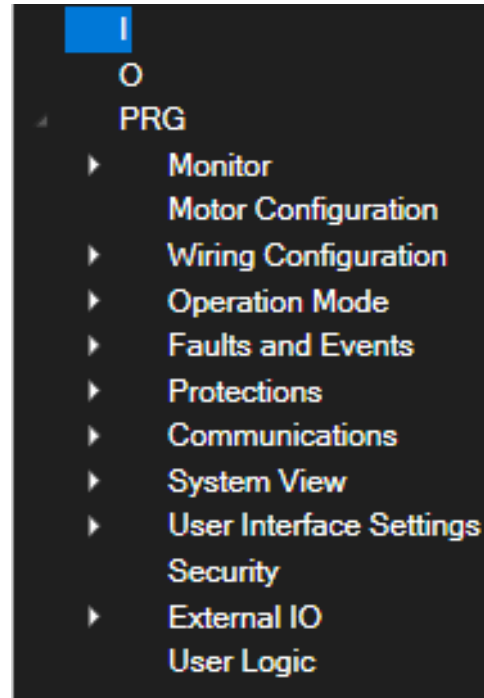 I
O
PRG
Monitor
Motor Configuration
Wiring Configuration
Operation Mode
Faults and Events
Protections
Communications
System View
User Interface Settings
Security
External IO
User Logic